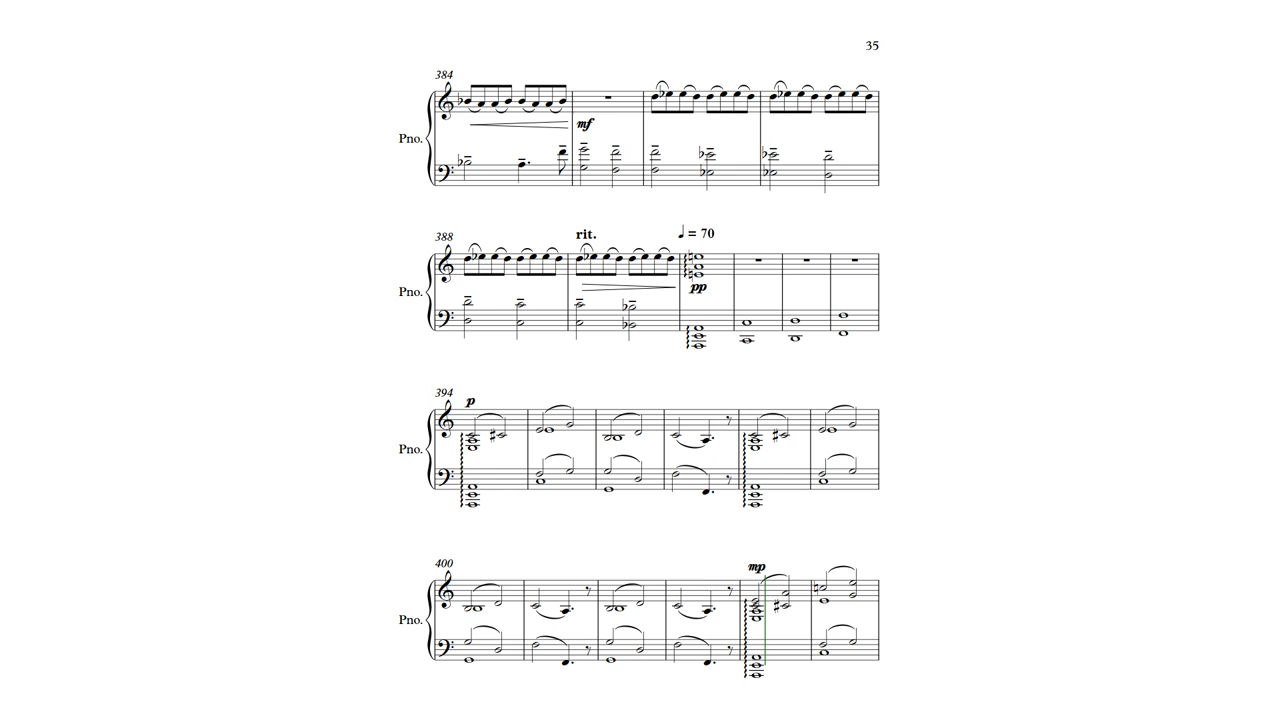 35
384
Pno.
mf
388
rit.
♩ = 70
Pno.
pp
394
p
Pno.
400
mp
Pno.